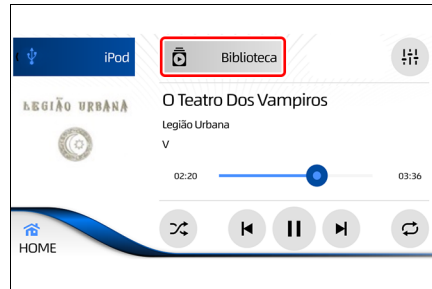 iPod
Biblioteca
LEGIÃO URBANA
O Teatro Dos Vampiros
Legião Urbana
V
02:20
03:36
HOME